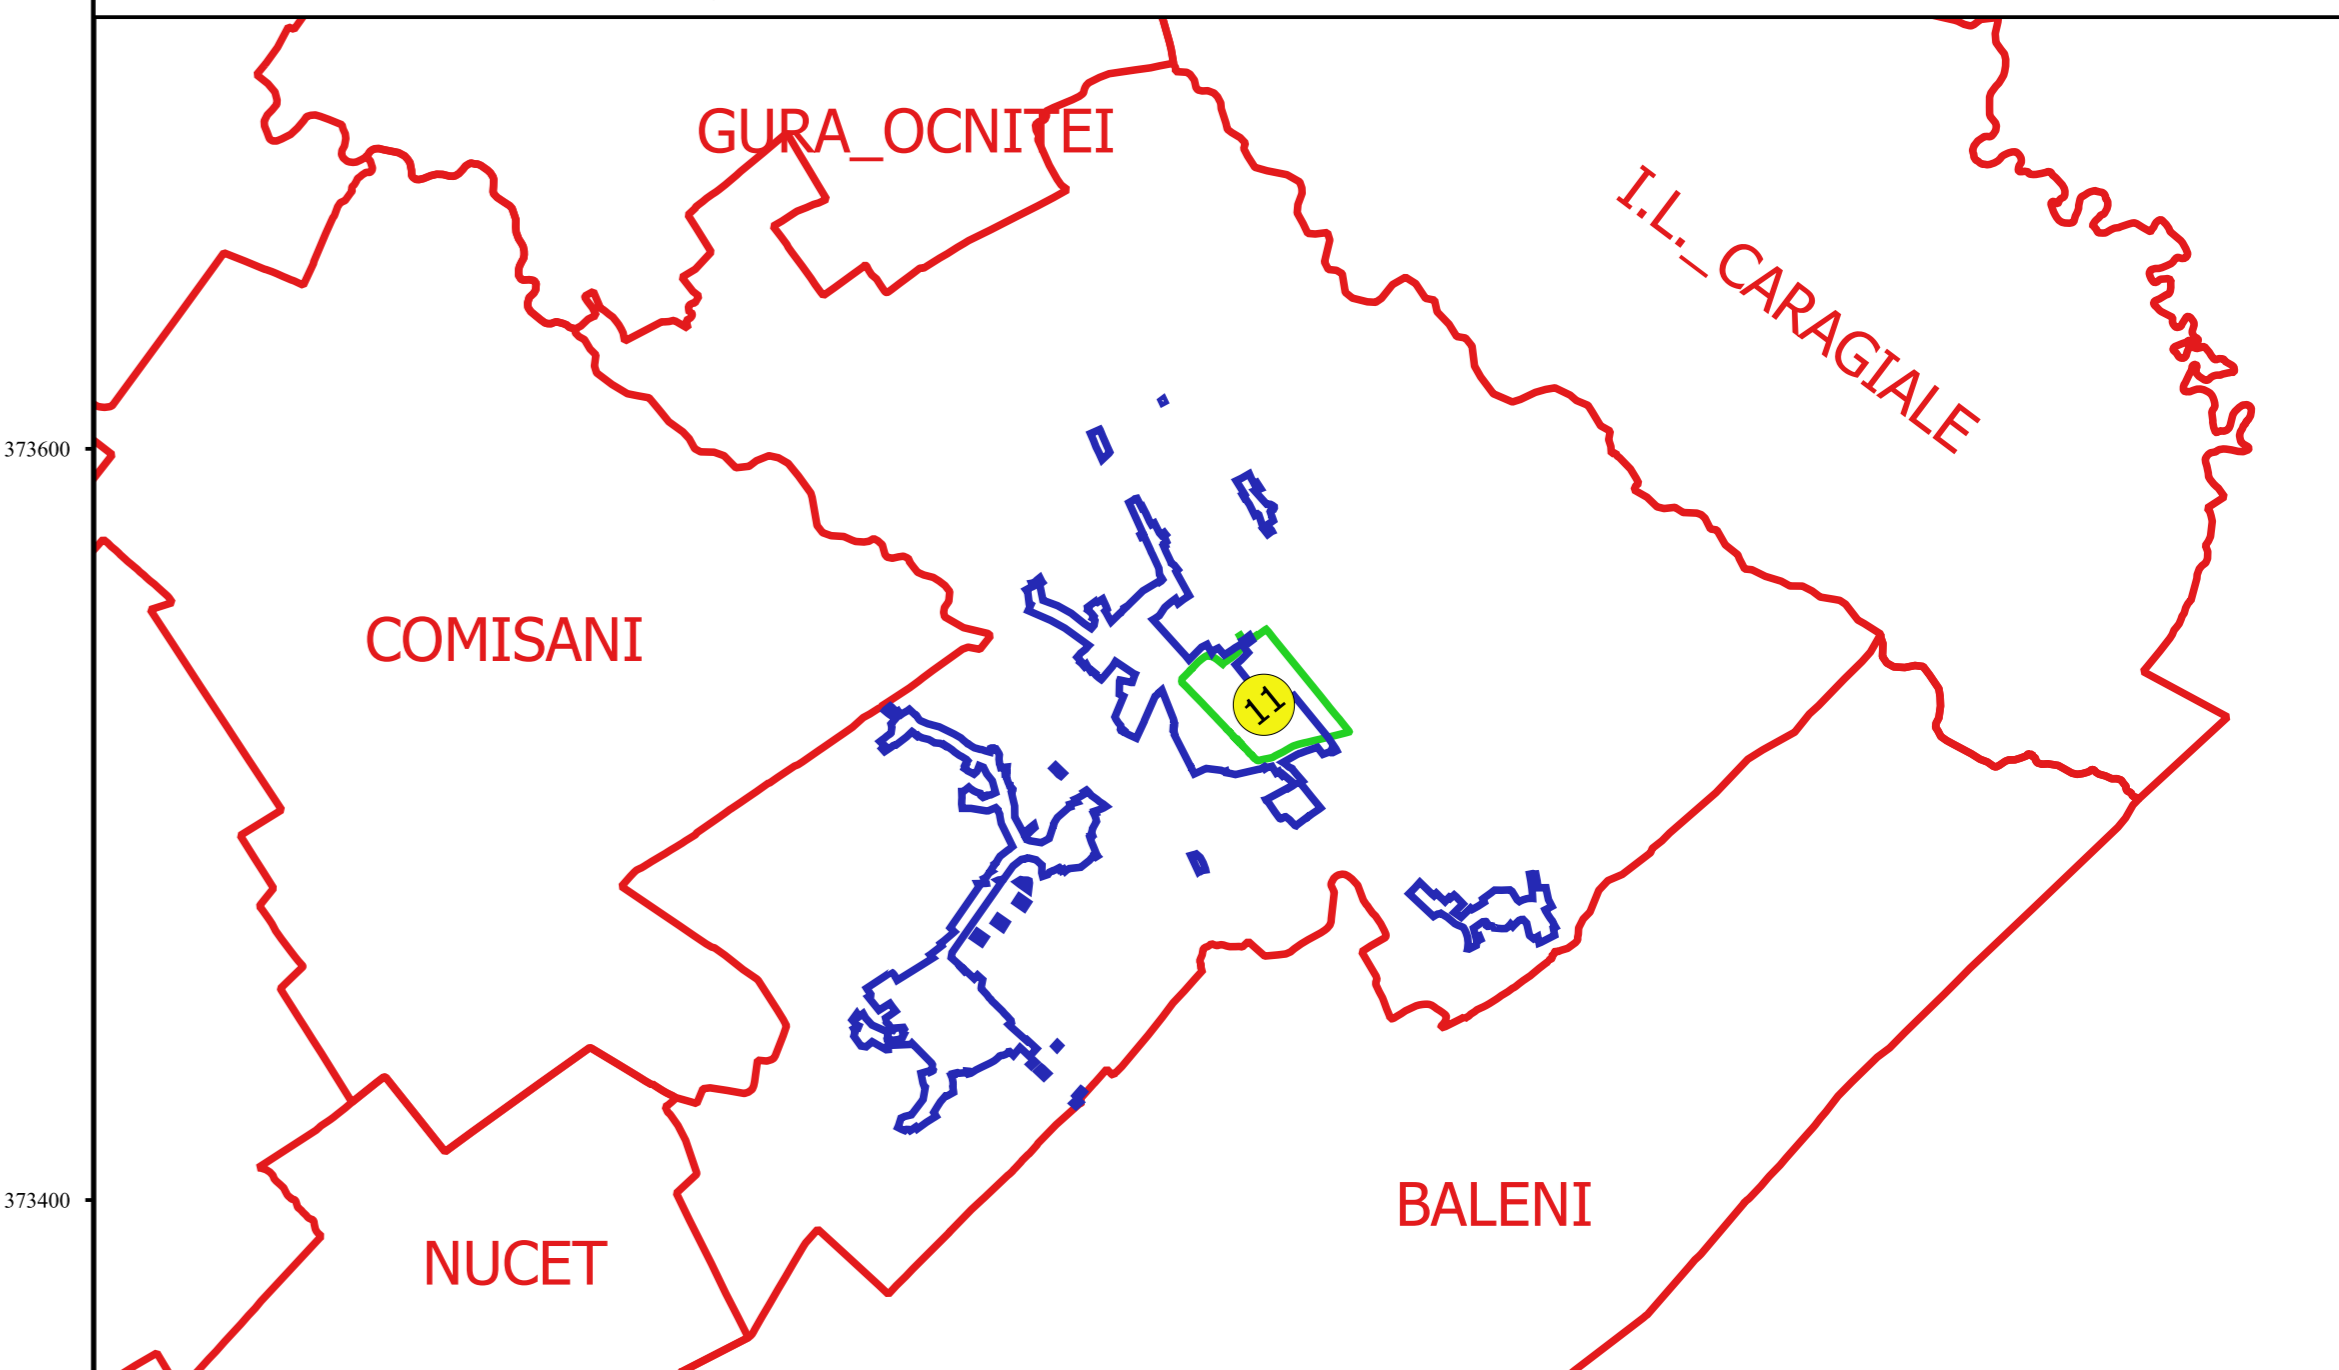 GURA_OCNITEI
I.L._CARAGIALE
373600
COMISANI
11
373400
BALENI
NUCET